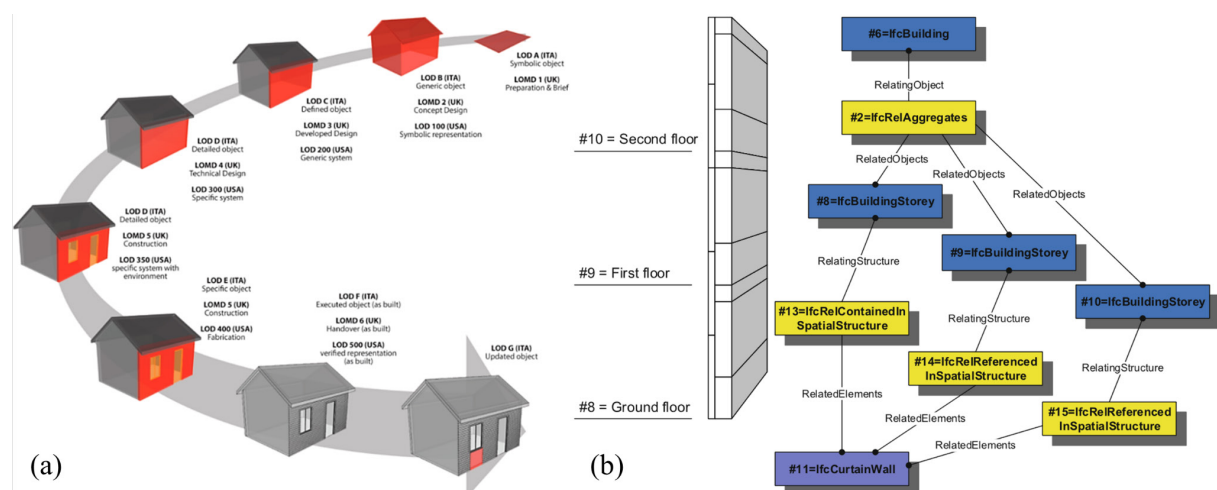 LOD A (ITA)
Symbolic object
LOMD 1 (UK)
Preparation & Brief
LOD B (ITA)
Generic object
LOMD 2 (UK)
Concept Design
LOD 100 (USA)
Symbolic representation
LOD C (ITA)
Defined object
LOMD 3 (UK)
Developed Design
LOD 200 (USA)
Generic system
LOD D (ITA)
Detailed object
LOMD 4 (UK)
Technical Design
LOD 300 (USA)
Specific system
LOD D (ITA)
Detailed object
LOMD 5 (UK)
Construction
LOD 350 (USA)
specific system with
environment
LOD E (ITA)
Specific object
LOMD 5 (UK)
Construction
LOD 400 (USA)
Fabrication
LOD F (ITA)
Executed object (as built)
LOMD 6 (UK)
Handover (as built)
LOD 500 (USA)
verified representation
(as built)
LOD G (ITA)
Updated object
(a)
#10 = Second floor
#9 = First floor
#8 = Ground floor
(b)
#6=IfcBuilding
RelatingObject
#2=IfcRelAggregates
RelatedObjects
RelatedObjects
RelatedObjects
#8=IfcBuildingStorey
#9=IfcBuildingStorey
#10=IfcBuildingStorey
RelatingStructure
RelatingStructure
RelatingStructure
#13=IfcRelContainedIn
SpatialStructure
#14=IfcRelReferenced
InSpatialStructure
#15=IfcRelReferenced
InSpatialStructure
RelatedElements
RelatedElements
RelatedElements
#11=IfcCurtainWall